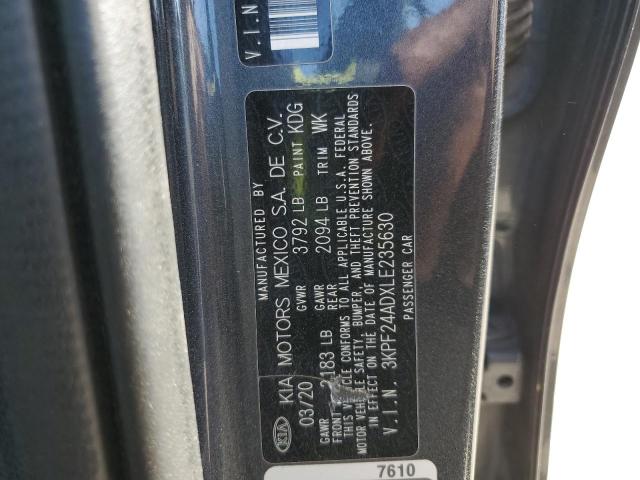 MANUFACTURED BY
KIA KIA MOTORS MEXICO S.A. DE C.V.
03/20 GVWR 3792 LB PAINT KDG
GAWR FRONT 2183 LB GAWR REAR 2094 LB TRIM WK
THIS VEHICLE CONFORMS TO ALL APPLICABLE U.S.A. FEDERAL
MOTOR VEHICLE SAFETY, BUMPER, AND THEFT PREVENTION STANDARDS
IN EFFECT ON THE DATE OF MANUFACTURE SHOWN ABOVE.
V.I.N. 3KPF24ADXLE235630
PASSENGER CAR
V.I.N
7610